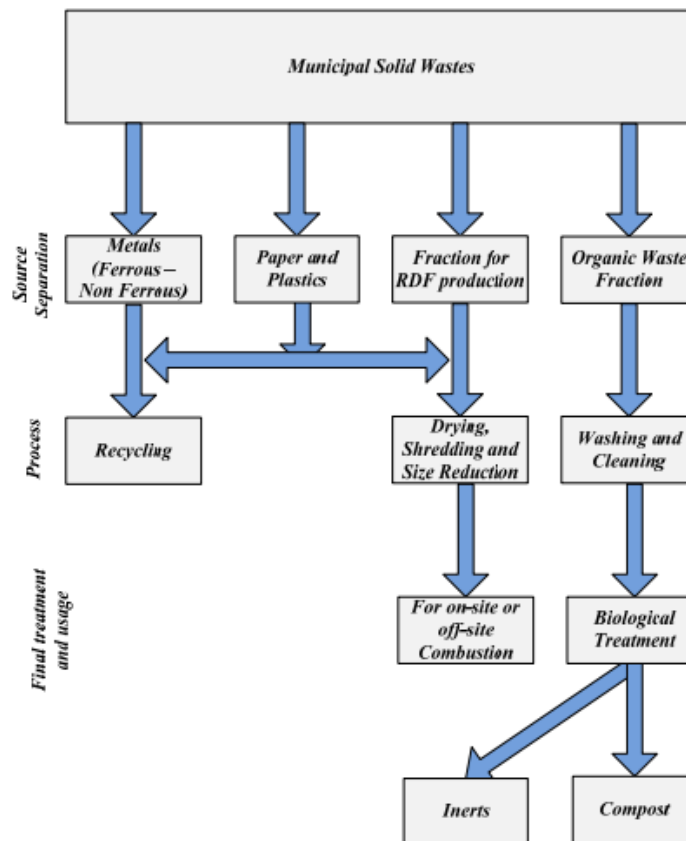 Municipal Solid Wastes
Source
Separation
Metals
(Ferrous –
Non Ferrous)
Paper and
Plastics
Fraction for
RDF production
Organic Waste
Fraction
Process
Recycling
Drying,
Shredding and
Size Reduction
Washing and
Cleaning
Final treatment
and usage
For on-site or
off-site
Combustion
Biological
Treatment
Inerts
Compost